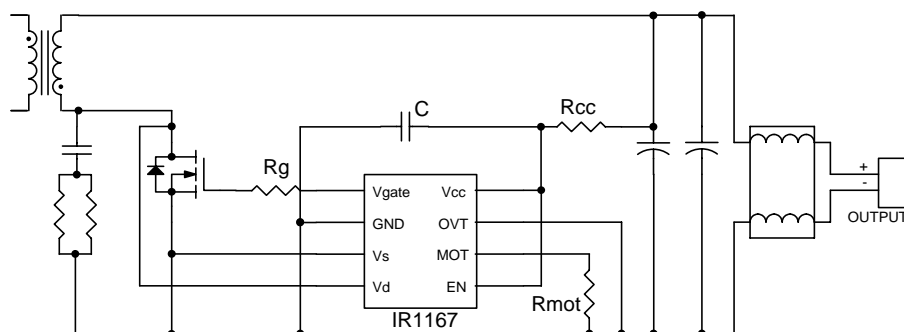 C
Rcc
Rg
Vgate
Vcc
GND
OVT
Vs
MOT
Vd
EN
IR1167
Rmot
+
-
OUTPUT